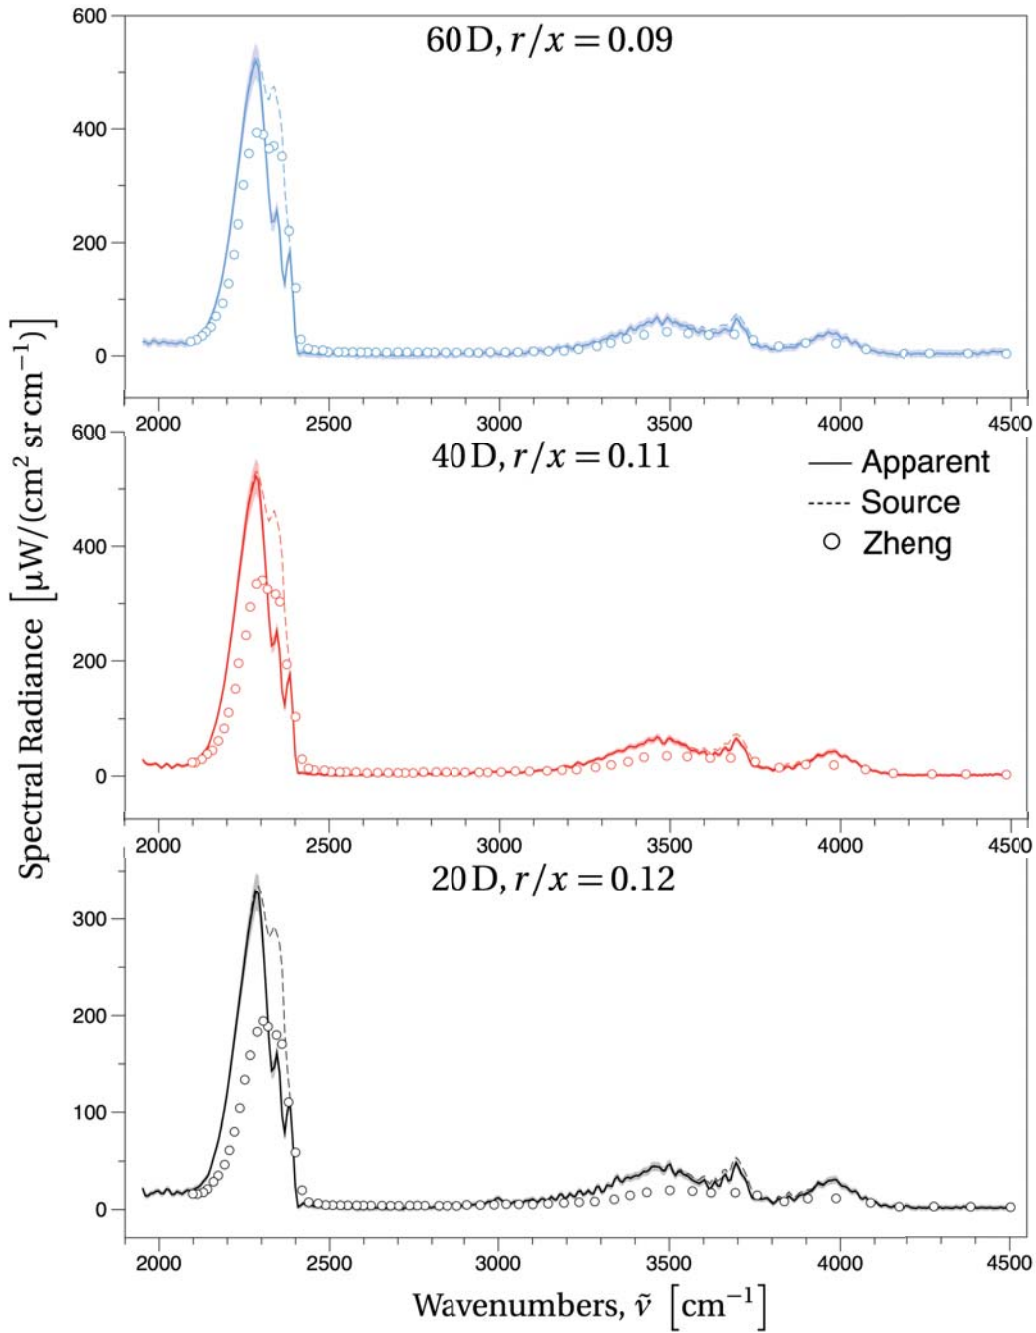 Spectral Radiance [µW/(cm² sr cm⁻¹)]
60 D, r/x = 0.09
600
400
200
0
2000 2500 3000 3500 4000 4500
40 D, r/x = 0.11
600
400
200
0
Apparent
Source
Zheng
2000 2500 3000 3500 4000 4500
20 D, r/x = 0.12
300
200
100
0
2000 2500 3000 3500 4000 4500
Wavenumbers, ṽ [cm⁻¹]